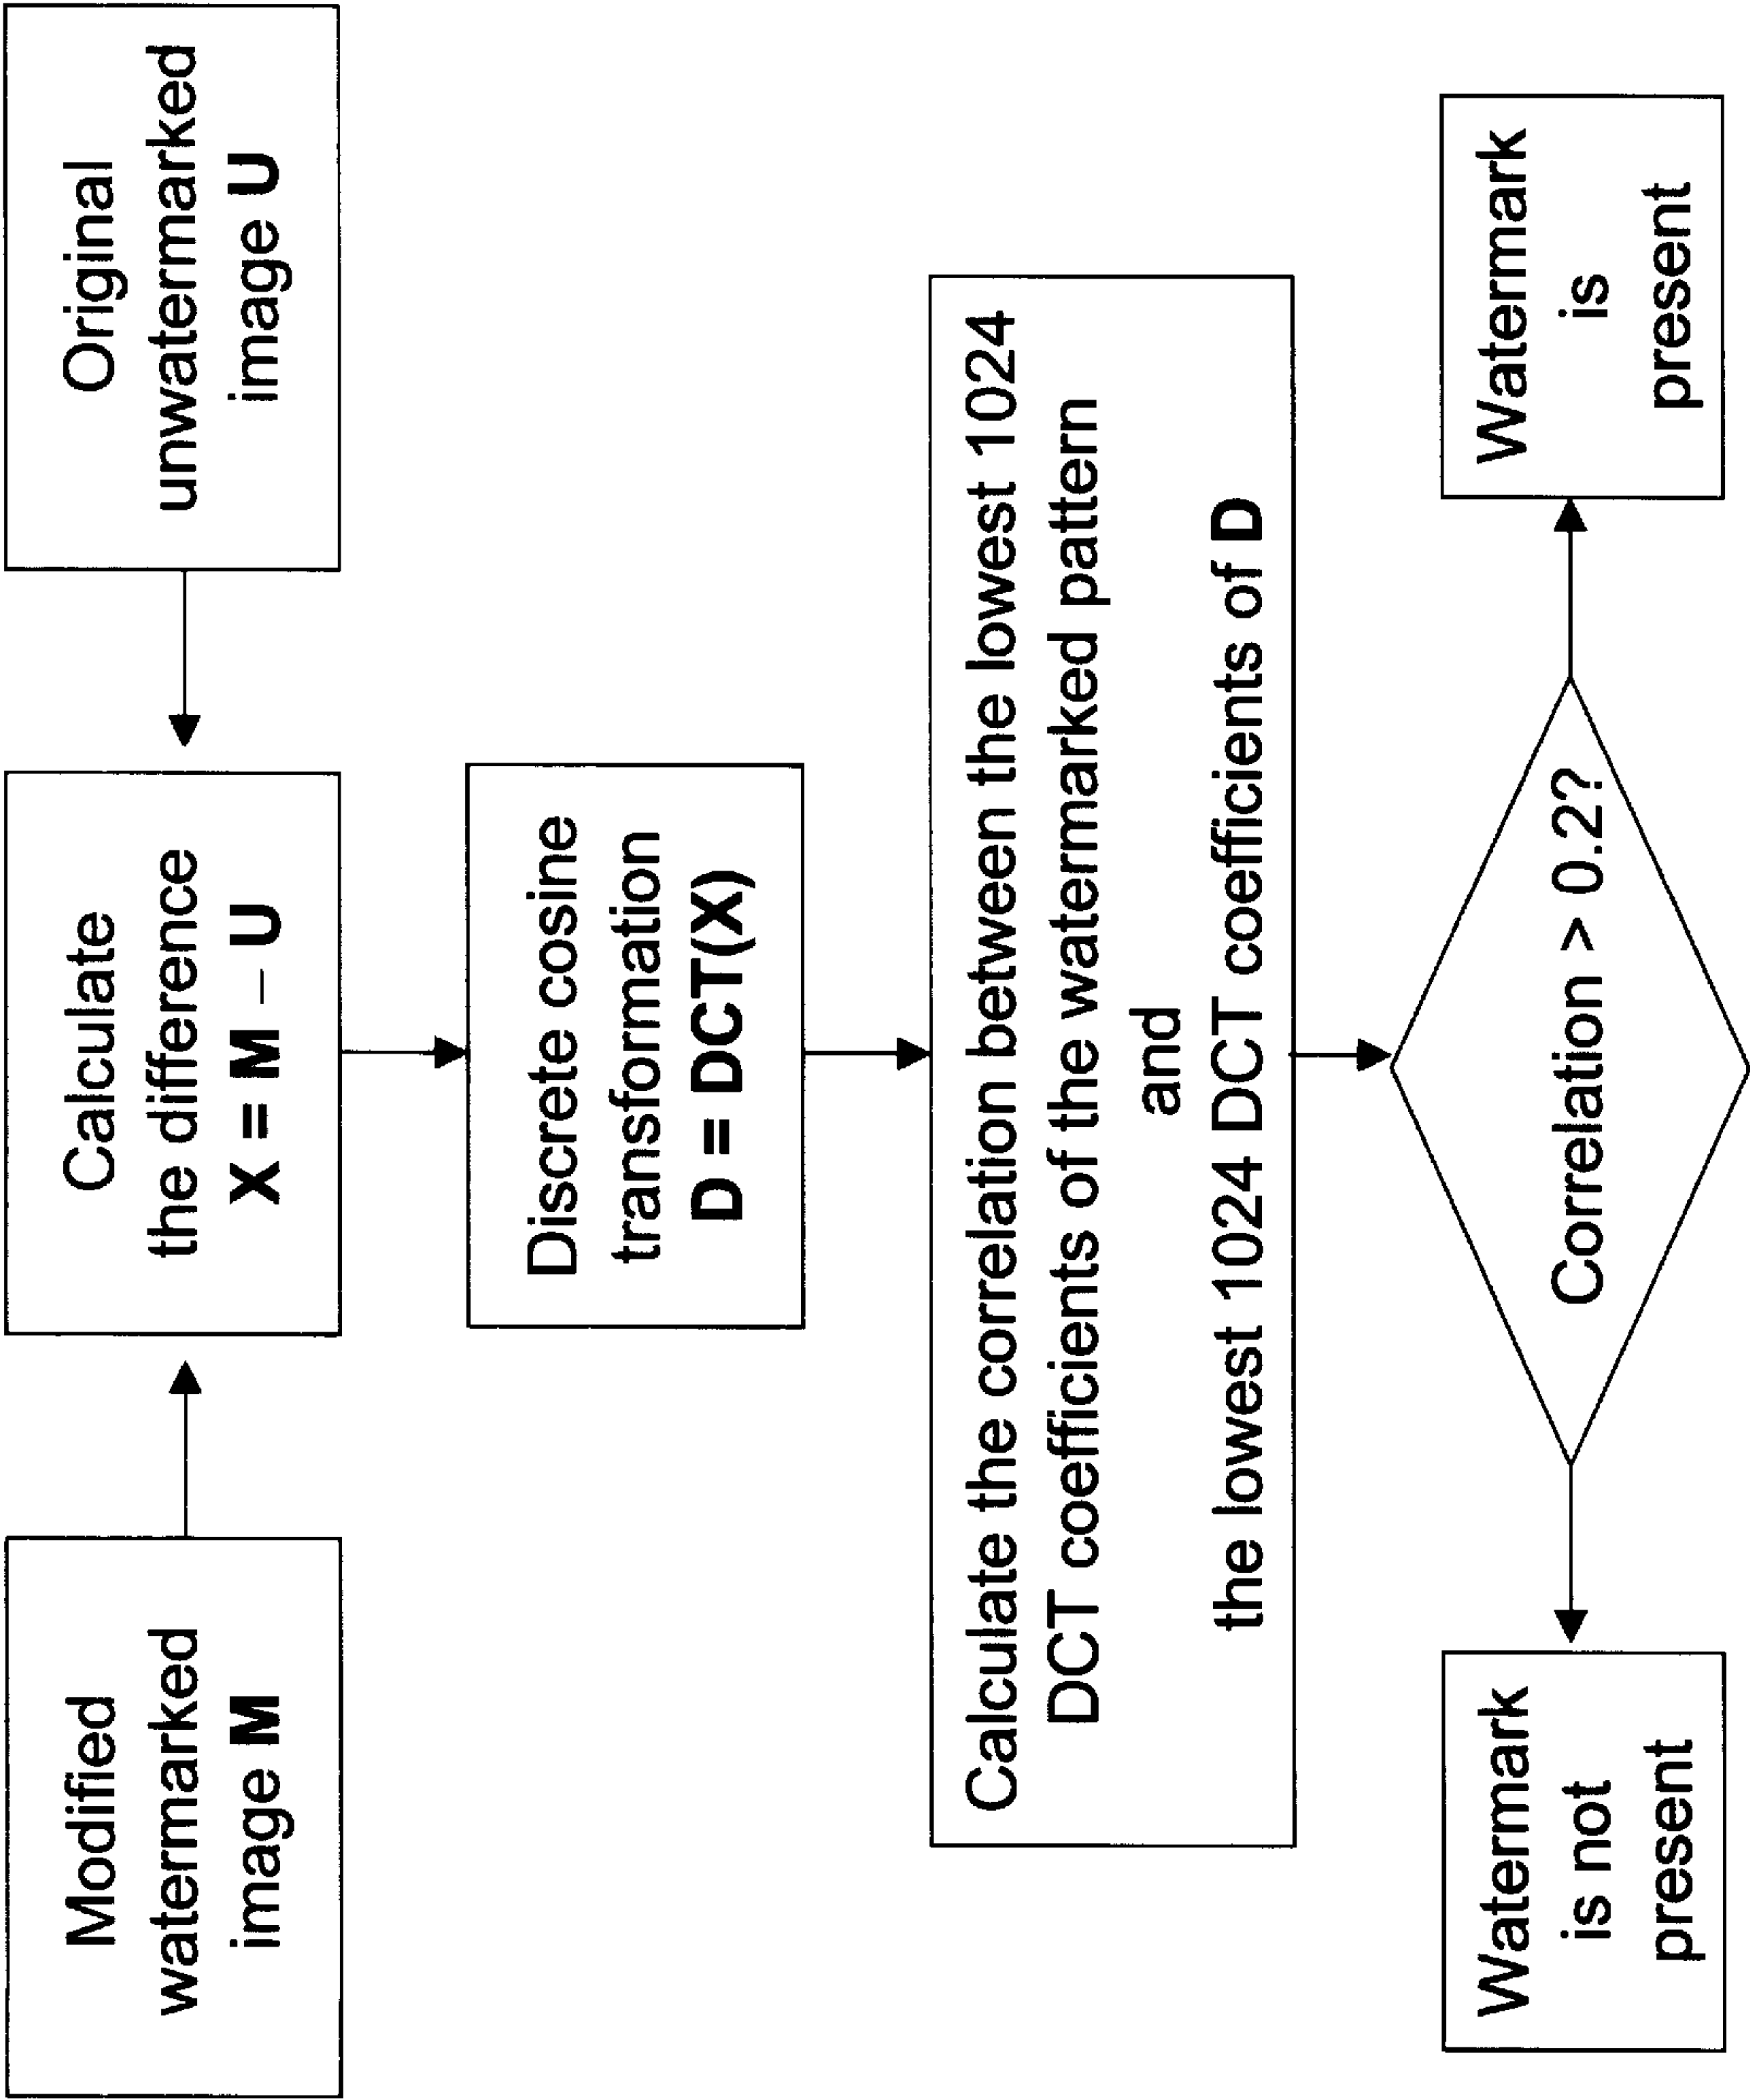 Modified
watermarked
image M
Calculate
the difference
X = M – U
Original
unwatermarked
image U
Discrete cosine
transformation
D = DCT(X)
Calculate the correlation between the lowest 1024
DCT coefficients of the watermarked pattern
and
the lowest 1024 DCT coefficients of D
Correlation > 0.2?
Watermark
is not
present
Watermark
is
present